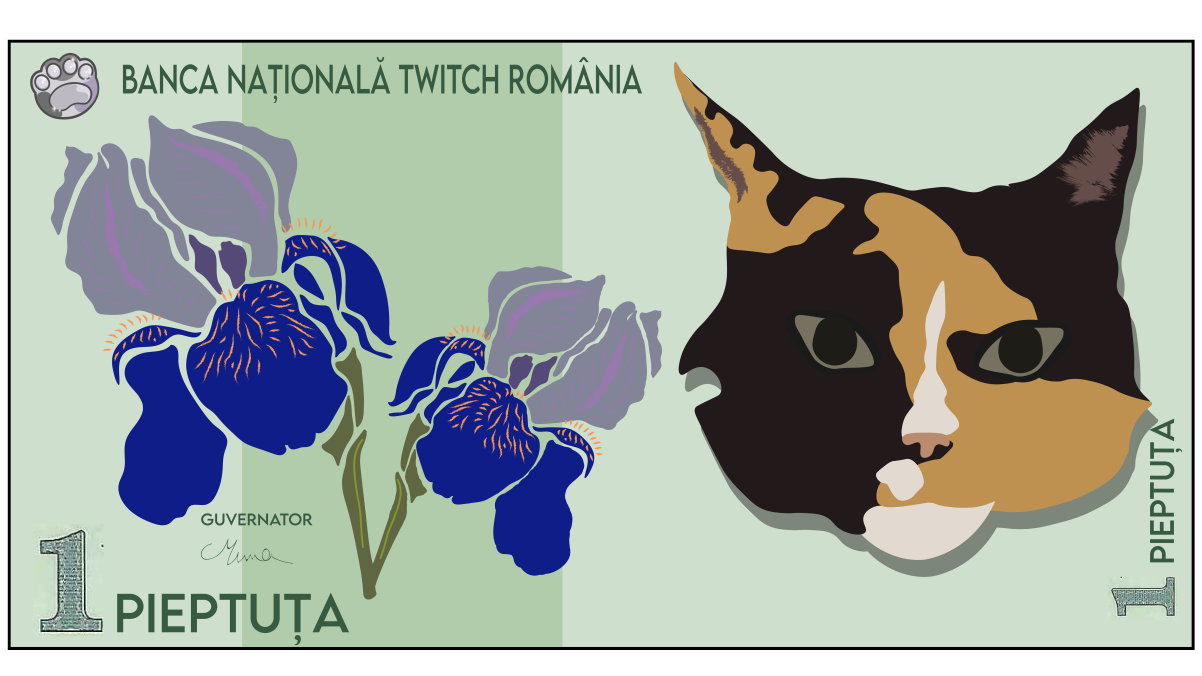 BANCA NAȚIONALĂ TWITCH ROMÂNIA
GUVERNATOR
1 PIEPTUȚA
1 PIEPTUȚA